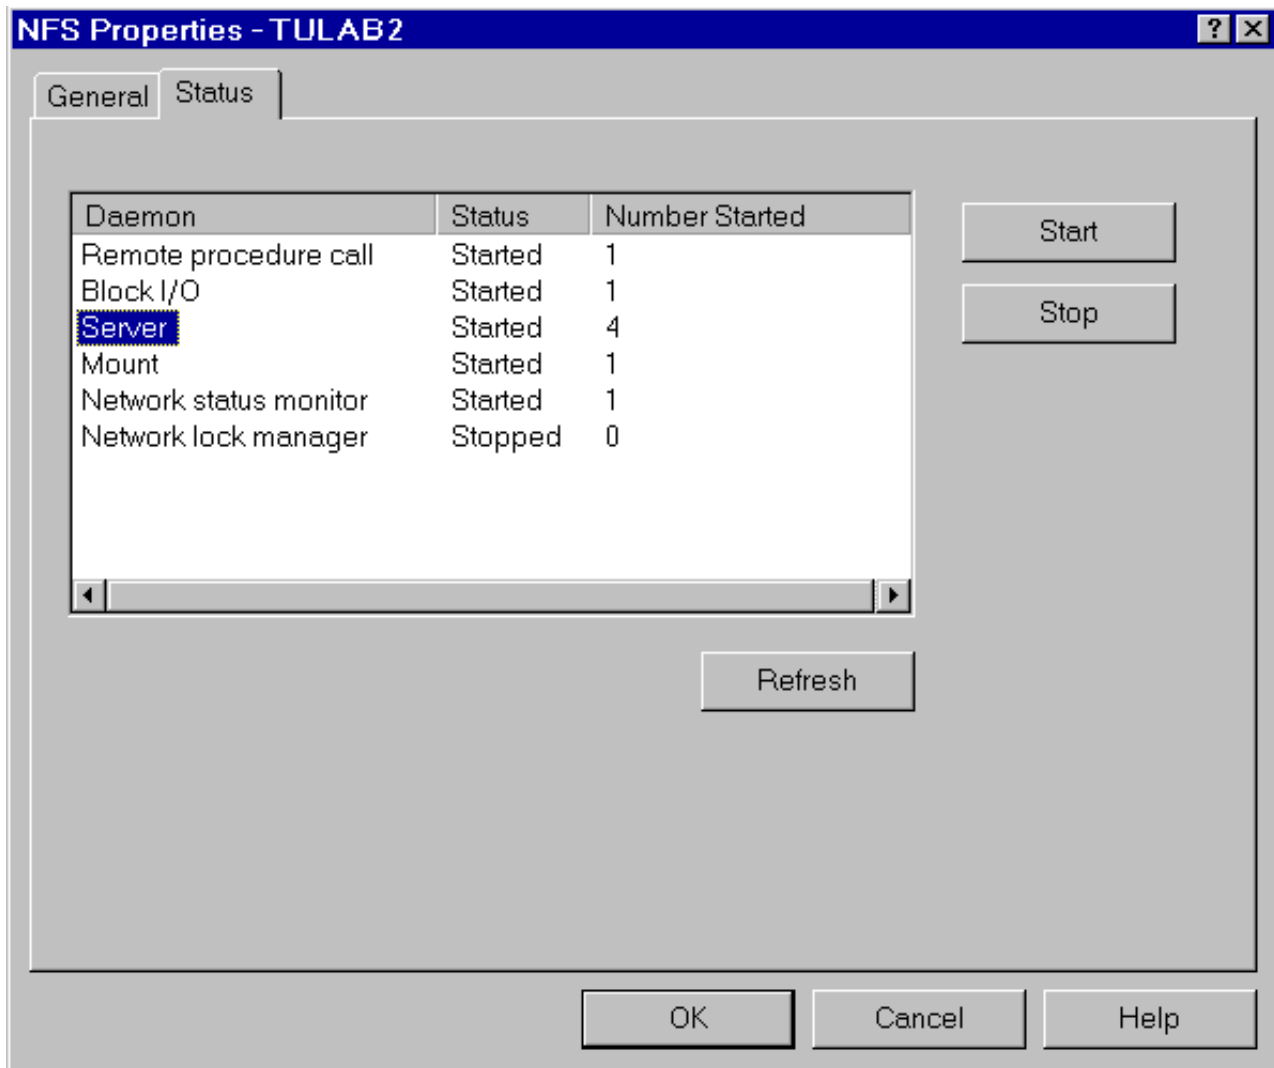 NFS Properties - TULAB2
General Status
Daemon Status Number Started
Remote procedure call Started 1
Block I/O Started 1
Server Started 4
Mount Started 1
Network status monitor Started 1
Network lock manager Stopped 0
Start
Stop
Refresh
OK Cancel Help